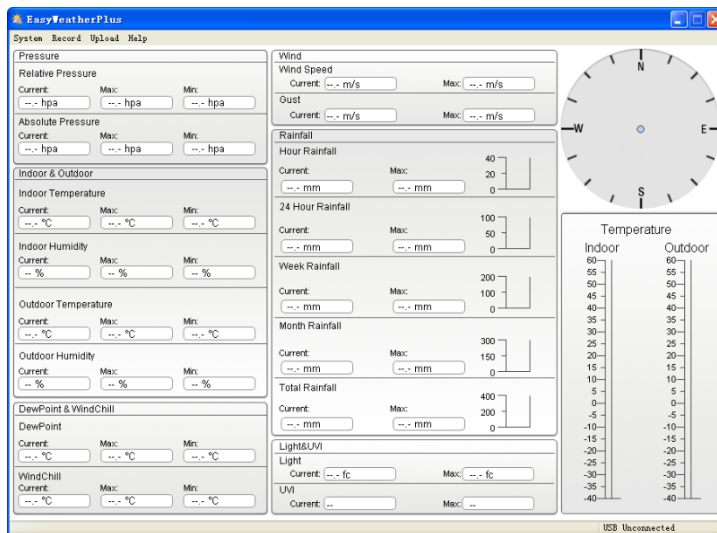 EasyWeatherPlus
System Record Upload Help
Pressure
Relative Pressure
Current: Max: Min:
--.- hpa --.- hpa --.- hpa
Absolute Pressure
Current: Max: Min:
--.- hpa --.- hpa --.- hpa
Indoor & Outdoor
Indoor Temperature
Current: Max: Min:
--.- °C --.- °C --.- °C
Indoor Humidity
Current: Max: Min:
-- % -- % -- %
Outdoor Temperature
Current: Max: Min:
--.- °C --.- °C --.- °C
Outdoor Humidity
Current: Max: Min:
-- % -- % -- %
DewPoint & WindChill
DewPoint
Current: Max: Min:
--.- °C --.- °C --.- °C
WindChill
Current: Max: Min:
--.- °C --.- °C --.- °C
Wind
Wind Speed
Current: --.- m/s Max: --.- m/s
Gust
Current: --.- m/s Max: --.- m/s
Rainfall
Hour Rainfall
40
Current: Max: 20
--.- mm --.- mm 0
24 Hour Rainfall
100
Current: Max: 50
--.- mm --.- mm 0
Week Rainfall
200
Current: Max: 100
--.- mm --.- mm 0
Month Rainfall
300
Current: Max: 150
--.- mm --.- mm 0
Total Rainfall
400
Current: Max: 200
--.- mm --.- mm 0
Light&UVI
Light
Current: --.- fc Max: --.- fc
UVI
Current: -- Max: --
N
W E
S
Temperature
Indoor Outdoor
60 60
55 55
50 50
45 45
40 40
35 35
30 30
25 25
20 20
15 15
10 10
5 5
0 0
-5 -5
-10 -10
-15 -15
-20 -20
-25 -25
-30 -30
-35 -35
-40 -40
USB Unconnected